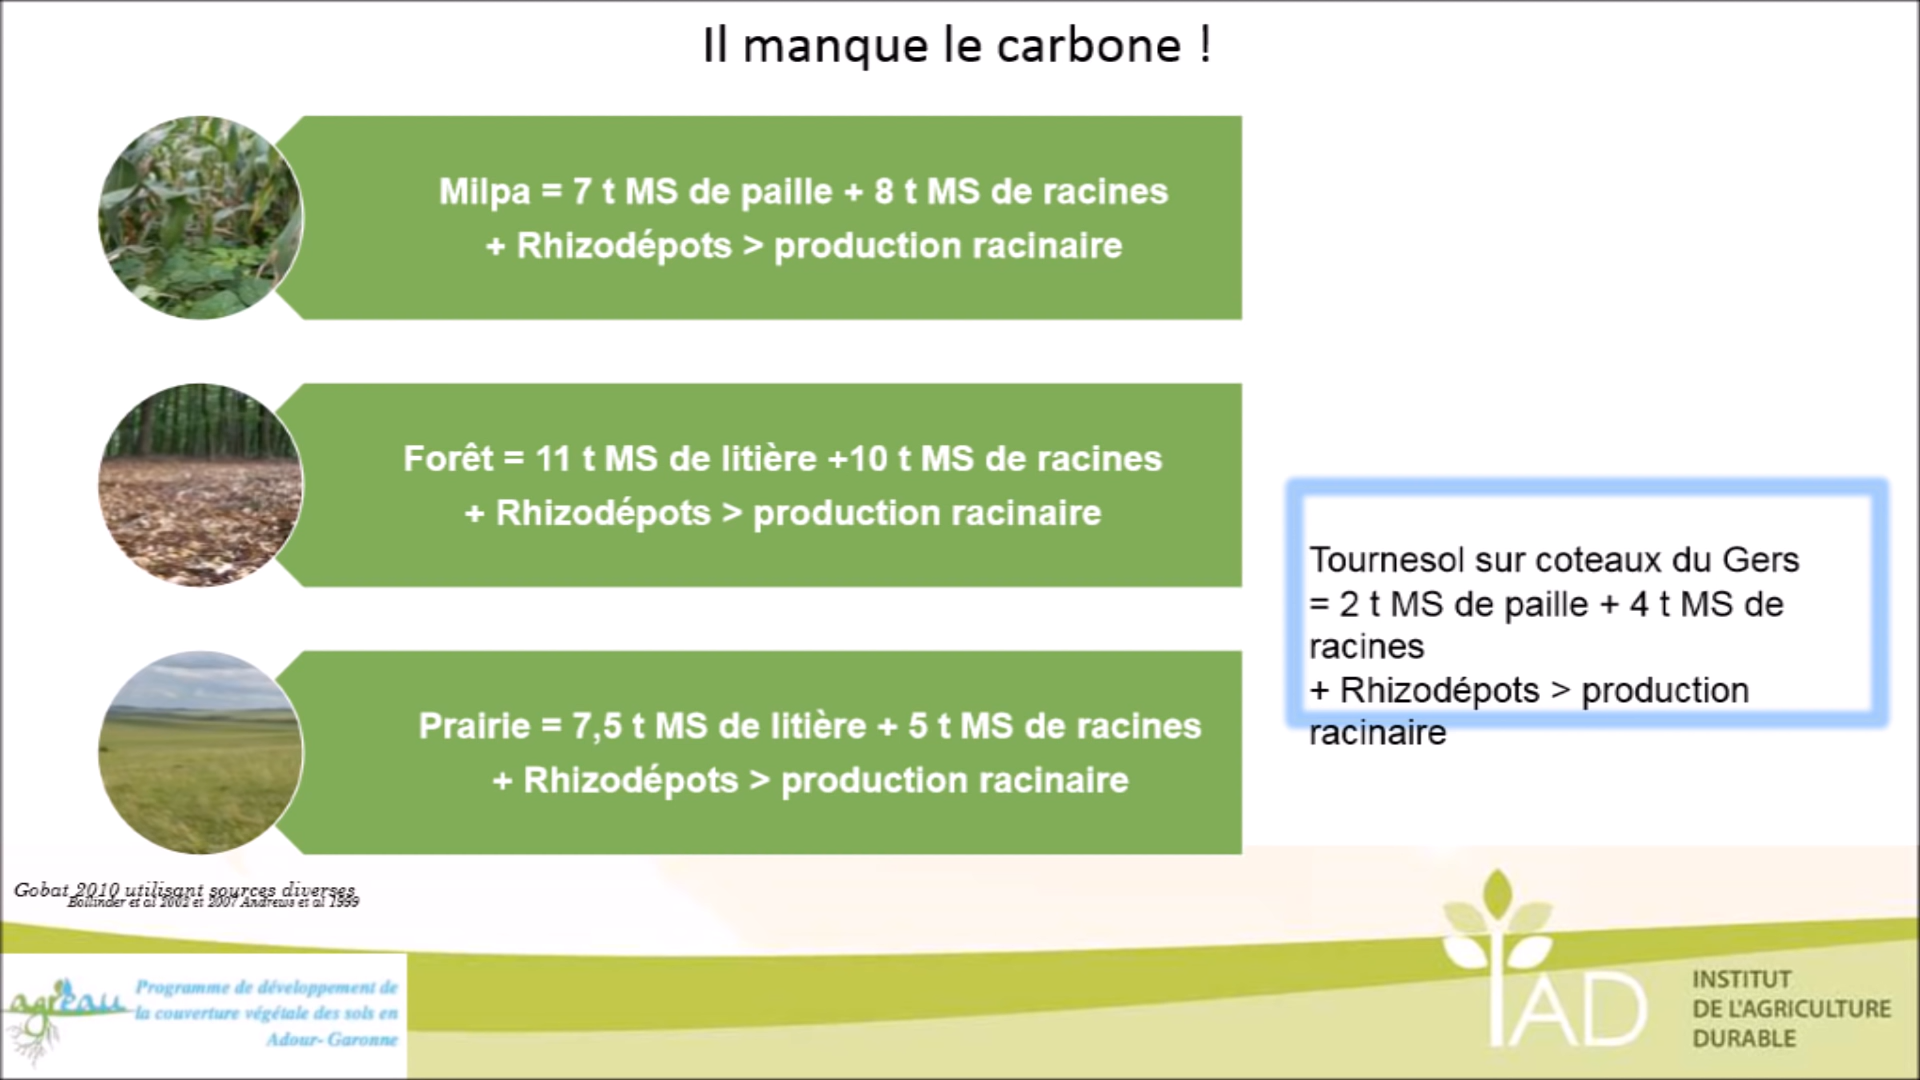 Il manque le carbone !
Milpa = 7 t MS de paille + 8 t MS de racines
+ Rhizodépots > production racinaire
Forêt = 11 t MS de litière +10 t MS de racines
+ Rhizodépots > production racinaire
Prairie = 7,5 t MS de litière + 5 t MS de racines
+ Rhizodépots > production racinaire
Tournesol sur coteaux du Gers
= 2 t MS de paille + 4 t MS de
racines
+ Rhizodépots > production
racinaire
Gobat 2010 utilisant sources diverses
Bollinder et al 2002 et 2007 Andrews et al 1999
agr'eau
Programme de développement de
la couverture végétale des sols en
Adour- Garonne
IAD
INSTITUT
DE L'AGRICULTURE
DURABLE